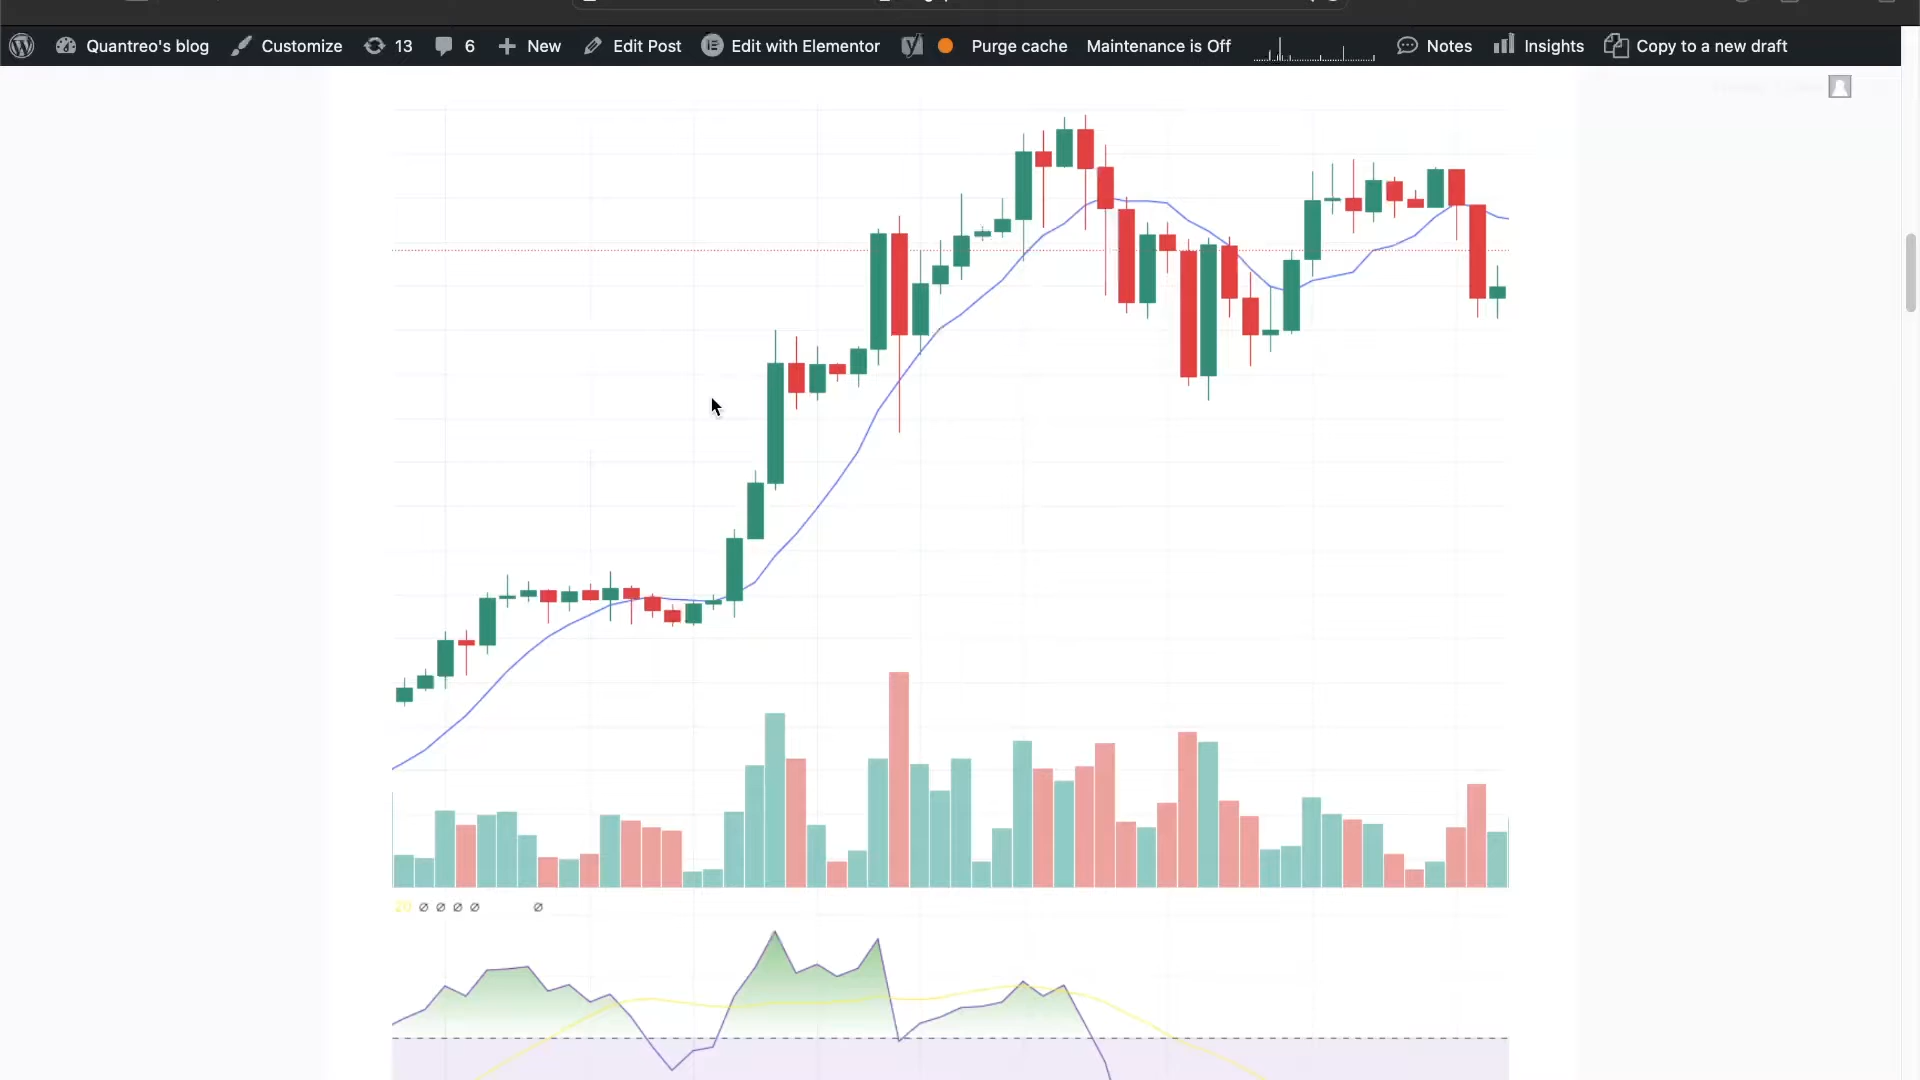 Quantreo's blog Customize 13 6 New Edit Post Edit with Elementor Purge cache Maintenance is Off Notes Insights Copy to a new draft
20 ∅ ∅ ∅ ∅ ∅